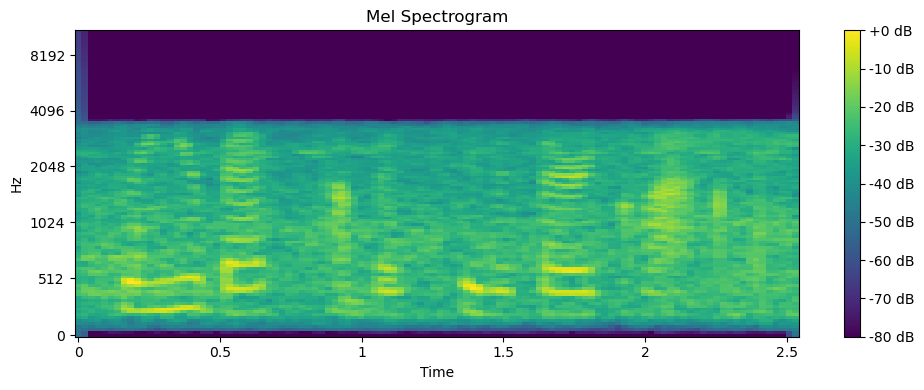 Mel Spectrogram
Hz
8192
4096
2048
1024
512
0
0
0.5
1
1.5
2
2.5
Time
+0 dB
-10 dB
-20 dB
-30 dB
-40 dB
-50 dB
-60 dB
-70 dB
-80 dB